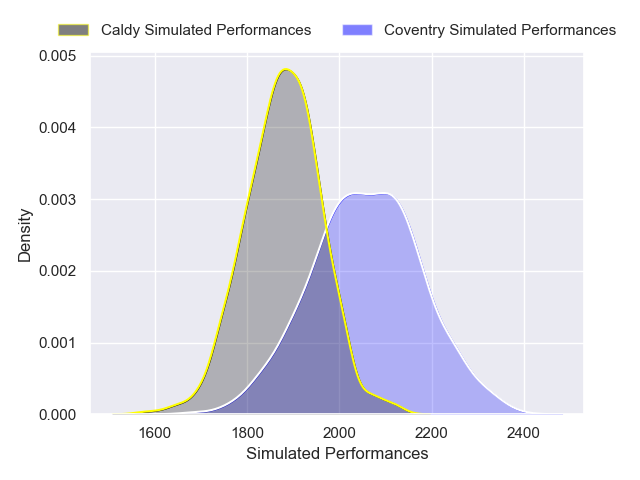 Caldy Simulated Performances Coventry Simulated Performances
0.005
0.004
0.003
0.002
0.001
0.000
Density
1600 1800 2000 2200 2400
Simulated Performances